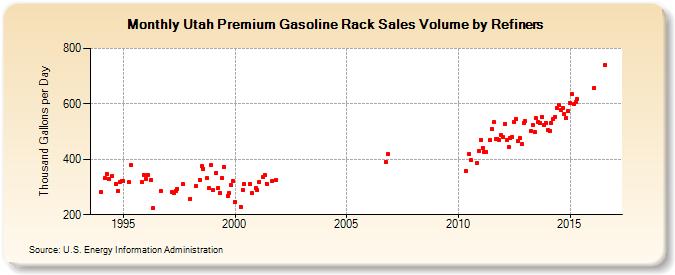 Monthly Utah Premium Gasoline Rack Sales Volume by Refiners
Thousand Gallons per Day
800
600
400
200
1995 2000 2005 2010 2015
Source: U.S. Energy Information Administration